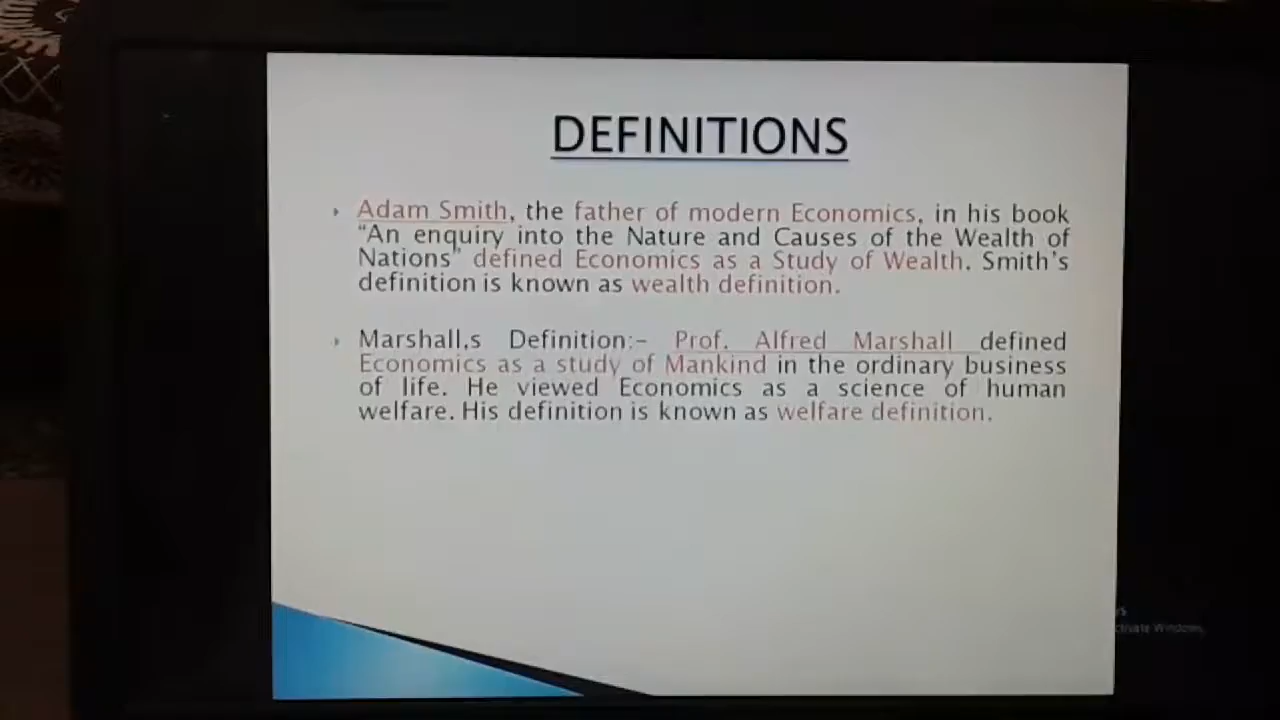 DEFINITIONS
Adam Smith, the father of modern Economics, in his book
“An enquiry into the Nature and Causes of the Wealth of
Nations” defined Economics as a Study of Wealth. Smith’s
definition is known as wealth definition.
Marshall,s Definition:– Prof. Alfred Marshall defined
Economics as a study of Mankind in the ordinary business
of life. He viewed Economics as a science of human
welfare. His definition is known as welfare definition.
Windows.